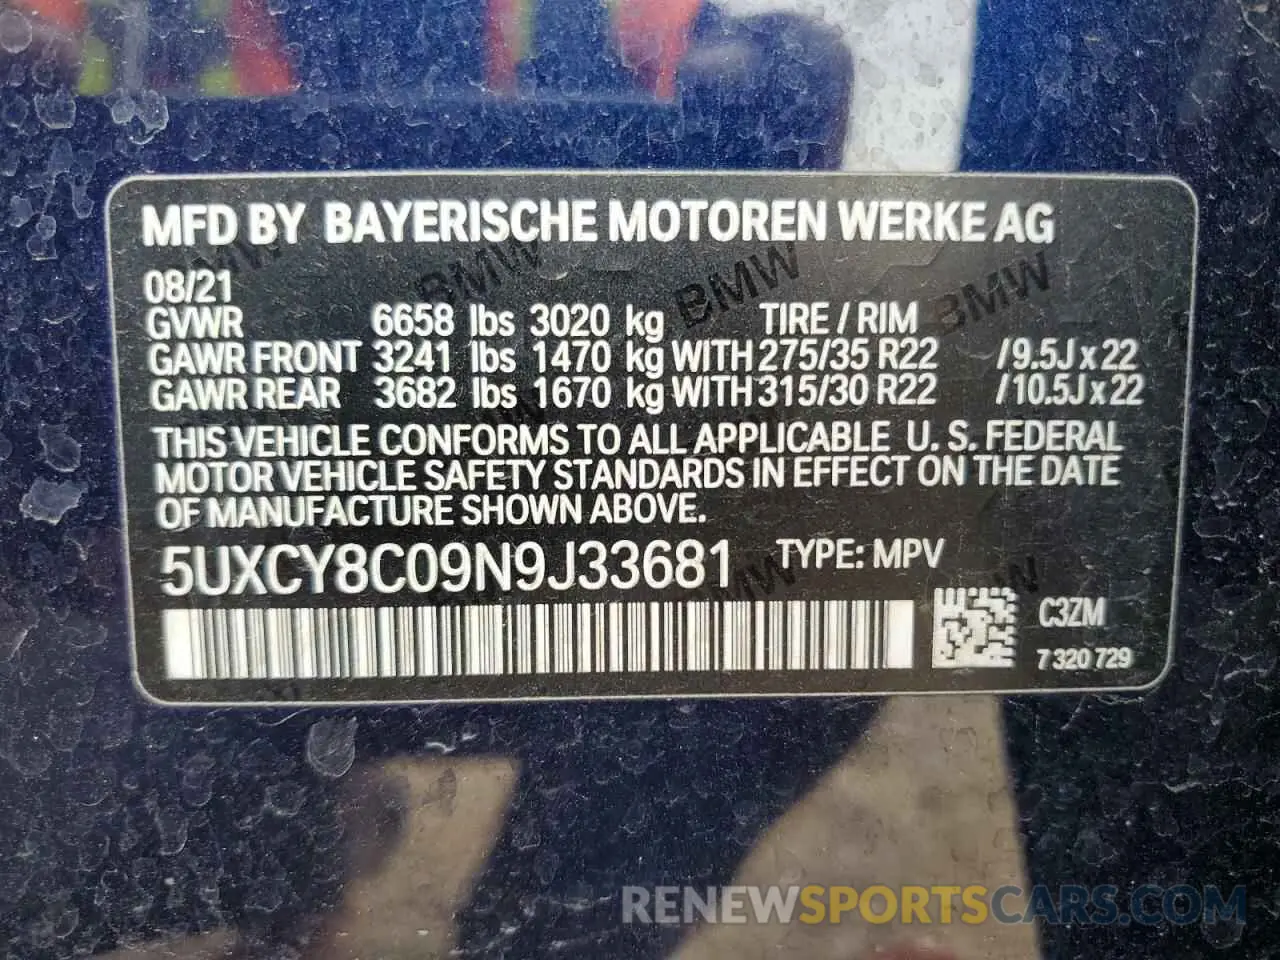 MFD BY BAYERISCHE MOTOREN WERKE AG
08/21
GVWR 6658 lbs 3020 kg TIRE / RIM
GAWR FRONT 3241 lbs 1470 kg WITH 275/35 R22 /9.5J x 22
GAWR REAR 3682 lbs 1670 kg WITH 315/30 R22 /10.5J x 22
THIS VEHICLE CONFORMS TO ALL APPLICABLE U. S. FEDERAL
MOTOR VEHICLE SAFETY STANDARDS IN EFFECT ON THE DATE
OF MANUFACTURE SHOWN ABOVE.
5UXCY8C09N9J33681 TYPE: MPV
C3ZM
7 320 729
RENEWSPORTSCARS.COM